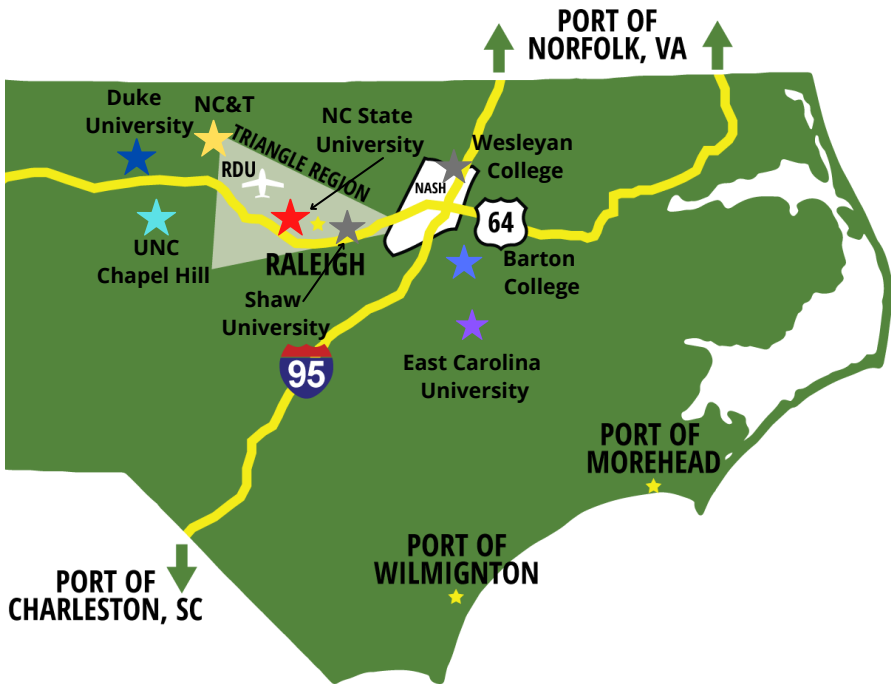 PORT OF
NORFOLK, VA
Duke
University
NC&T
NC State
University
TRIANGLE REGION
RDU
Wesleyan
College
NASH
64
UNC
Chapel Hill
RALEIGH
Barton
College
Shaw
University
95
East Carolina
University
PORT OF
MOREHEAD
PORT OF
WILMIGNTON
PORT OF
CHARLESTON, SC